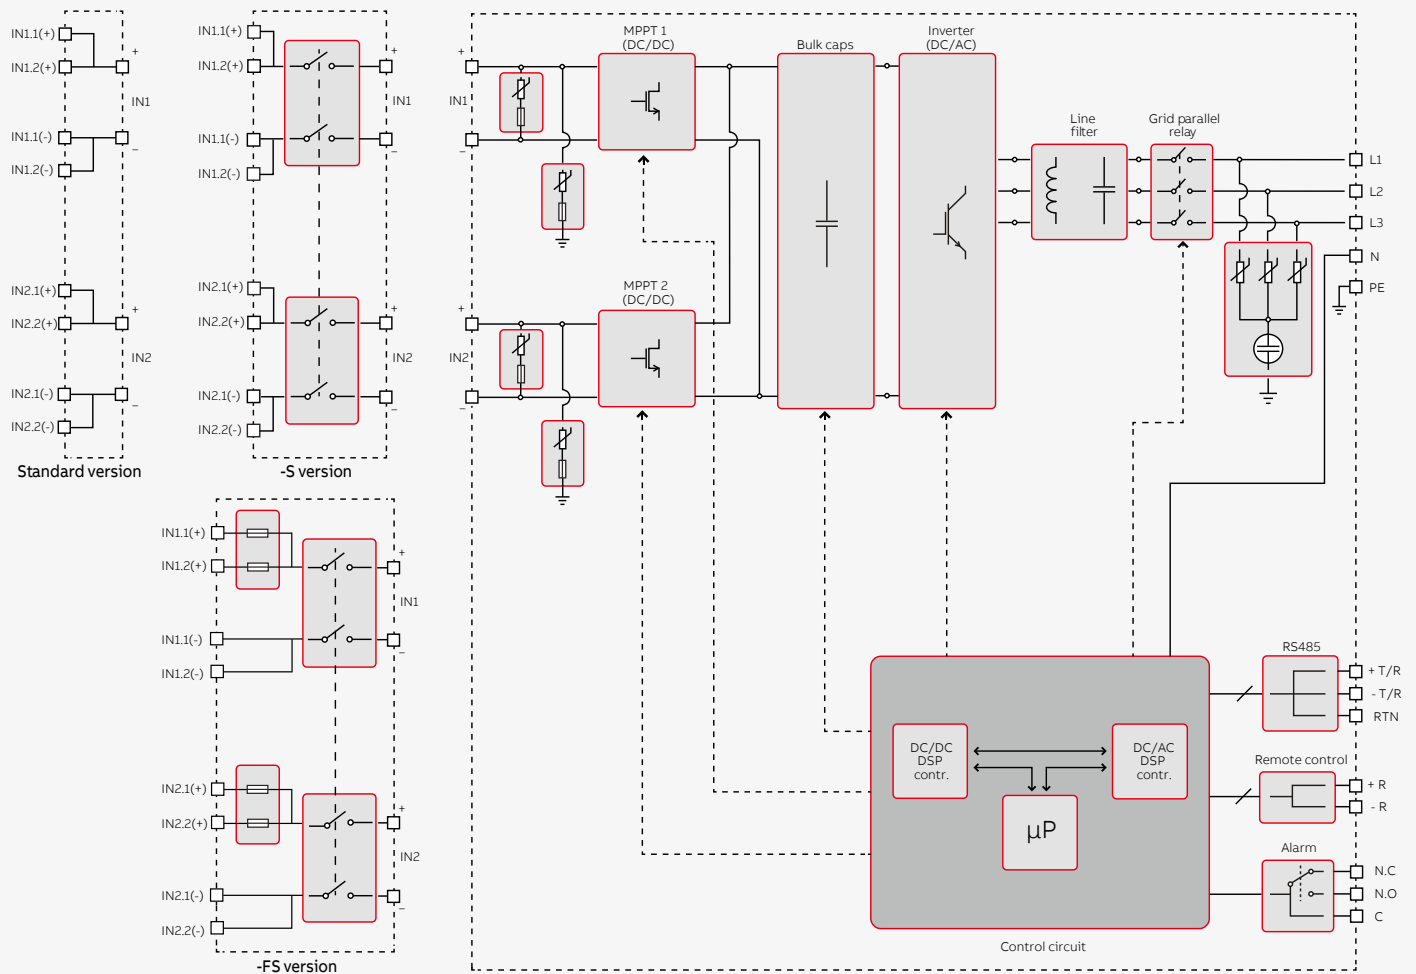 IN1.1(+)
IN1.2(+)
+
IN1
IN1.1(-)
–
IN1.2(-)
IN2.1(+)
+
IN2.2(+)
IN2
IN2.1(-)
–
IN2.2(-)
Standard version
IN1.1(+)
+
IN1.2(+)
IN1
IN1.1(-)
–
IN1.2(-)
IN2.1(+)
+
IN2.2(+)
IN2
IN2.1(-)
–
IN2.2(-)
-S version
IN1.1(+)
+
IN1.2(+)
IN1
IN1.1(-)
–
IN1.2(-)
IN2.1(+)
+
IN2.2(+)
IN2
IN2.1(-)
–
IN2.2(-)
-FS version
+
IN1
–
+
IN2
–
MPPT 1
(DC/DC)
MPPT 2
(DC/DC)
Bulk caps
Inverter
(DC/AC)
Line
filter
Grid parallel
relay
L1
L2
L3
N
PE
DC/DC
DSP
contr.
DC/AC
DSP
contr.
µP
Control circuit
RS485
+ T/R
- T/R
RTN
Remote control
+ R
- R
Alarm
N.C
N.O
C